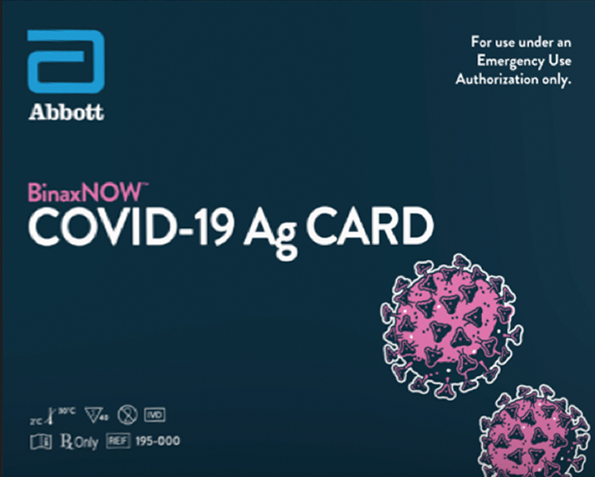 Abbott
For use under an
Emergency Use
Authorization only.
BinaxNOW™
COVID-19 Ag CARD
2°C 30°C 40 IVD
℞ Only REF 195-000